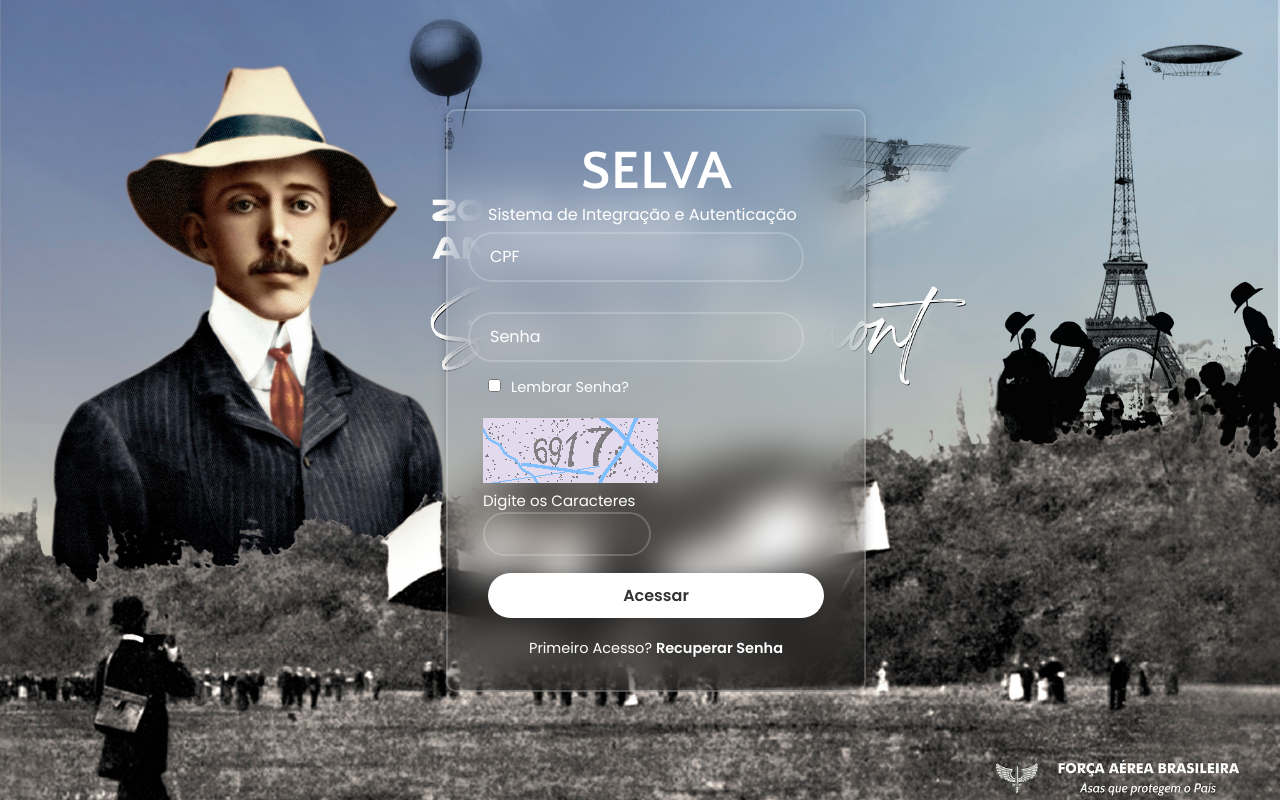 SELVA
Sistema de Integração e Autenticação
CPF
Senha
Lembrar Senha?
6917
Digite os Caracteres
Acessar
Primeiro Acesso? Recuperar Senha
FORÇA AÉREA BRASILEIRA
Asas que protegem o País